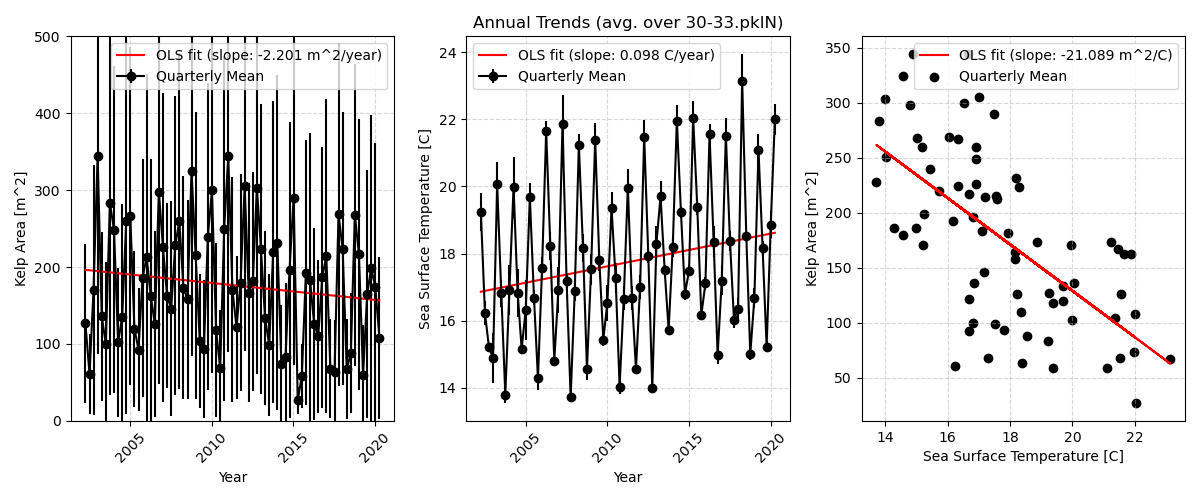 Annual Trends (avg. over 30-33.pklN)
OLS fit (slope: -2.201 m^2/year)
Quarterly Mean
Kelp Area [m^2]
500
400
300
200
100
0
2005
2010
2015
2020
Year
OLS fit (slope: 0.098 C/year)
Quarterly Mean
Sea Surface Temperature [C]
24
22
20
18
16
14
2005
2010
2015
2020
Year
OLS fit (slope: -21.089 m^2/C)
Quarterly Mean
Kelp Area [m^2]
350
300
250
200
150
100
50
14
16
18
20
22
Sea Surface Temperature [C]